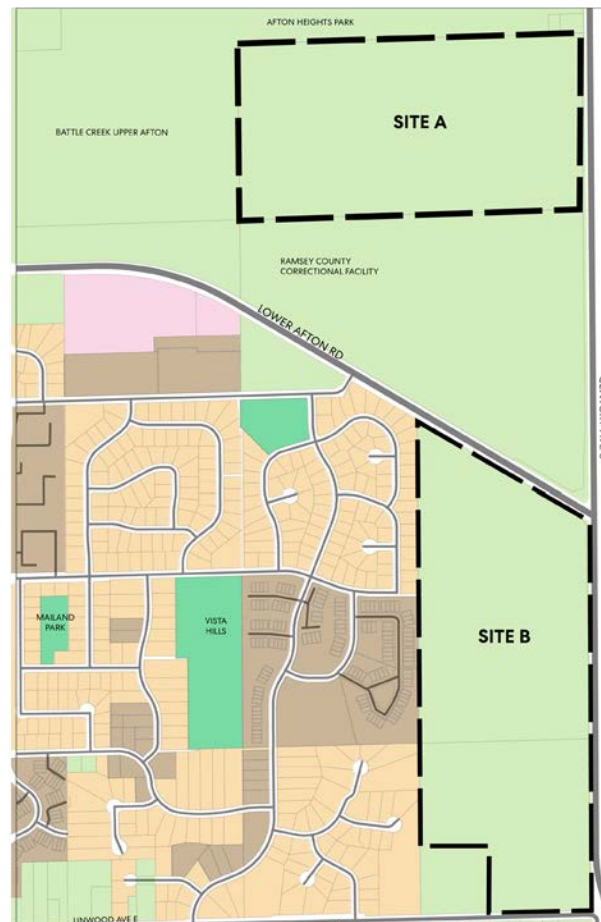 AFTON HEIGHTS PARK
SITE A
BATTLE CREEK UPPER AFTON
RAMSEY COUNTY
CORRECTIONAL FACILITY
LOWER AFTON RD
MAILAND
PARK
VISTA
HILLS
SITE B
LINWOOD AVE E